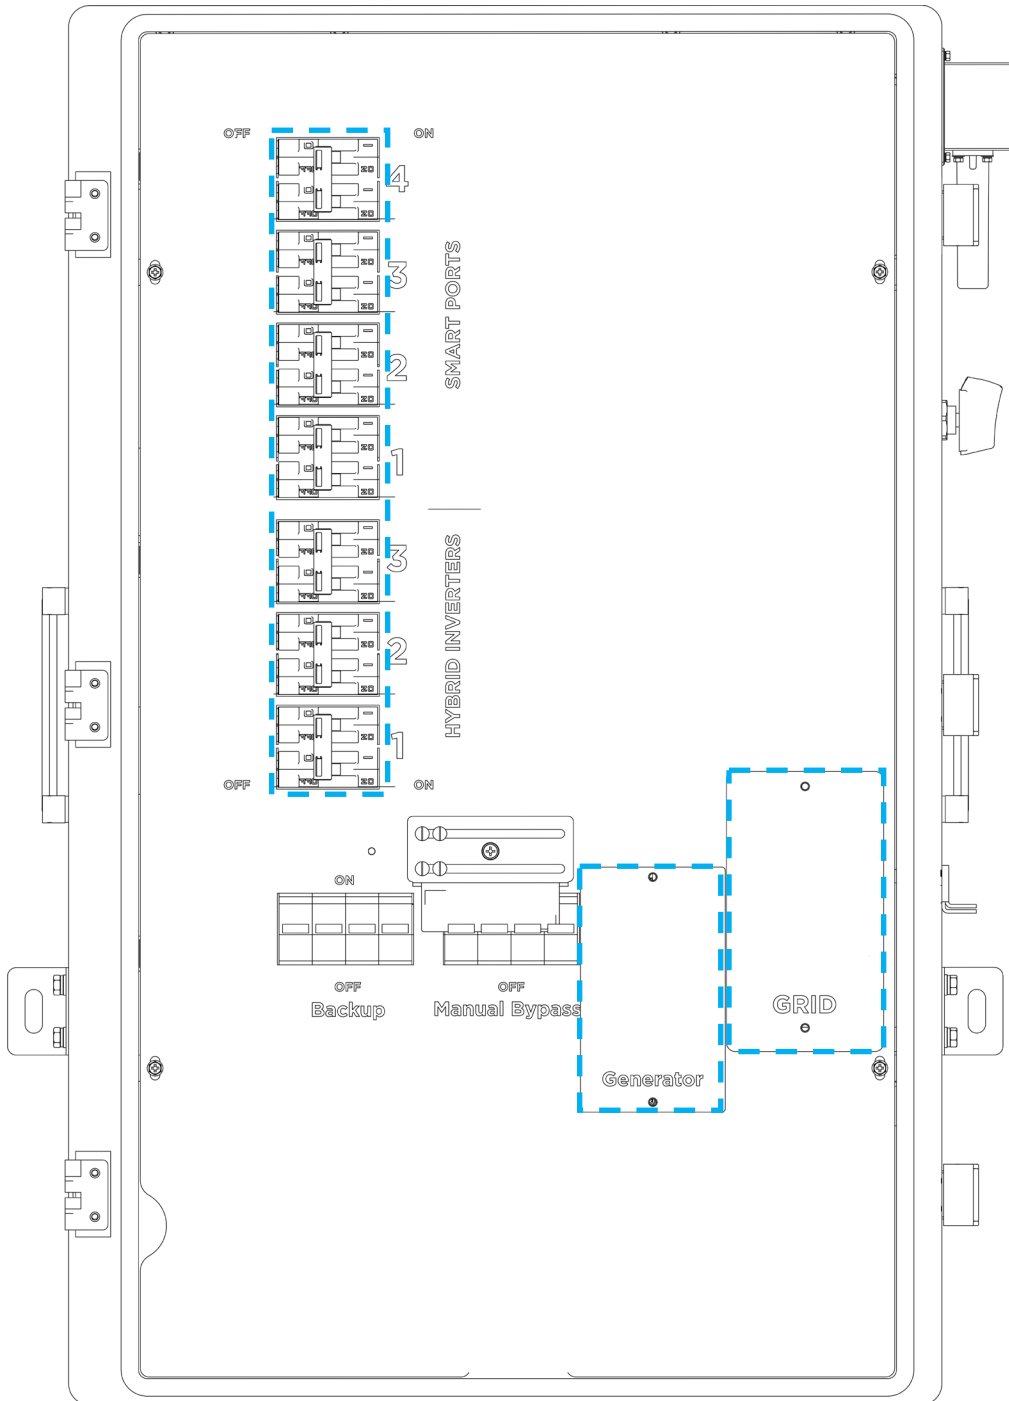 OFF ON
4
3
2
1
SMART PORTS
3
2
1
HYBRID INVERTERS
OFF ON
ON
OFF
Backup
OFF
Manual Bypass
Generator
GRID